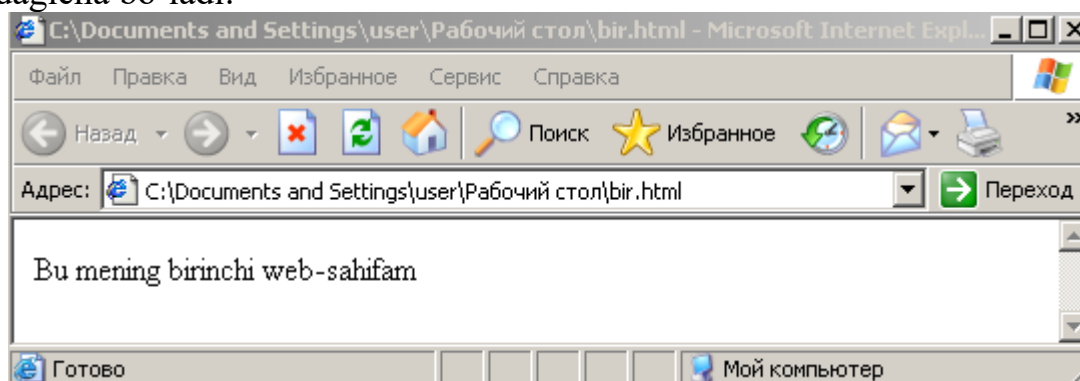 C:\Documents and Settings\user\Рабочий стол\bir.html - Microsoft Internet Expl...
Файл Правка Вид Избранное Сервис Справка
Назад Поиск Избранное »
Адрес: C:\Documents and Settings\user\Рабочий стол\bir.html Переход
Bu mening birinchi web-sahifam
Готово Мой компьютер